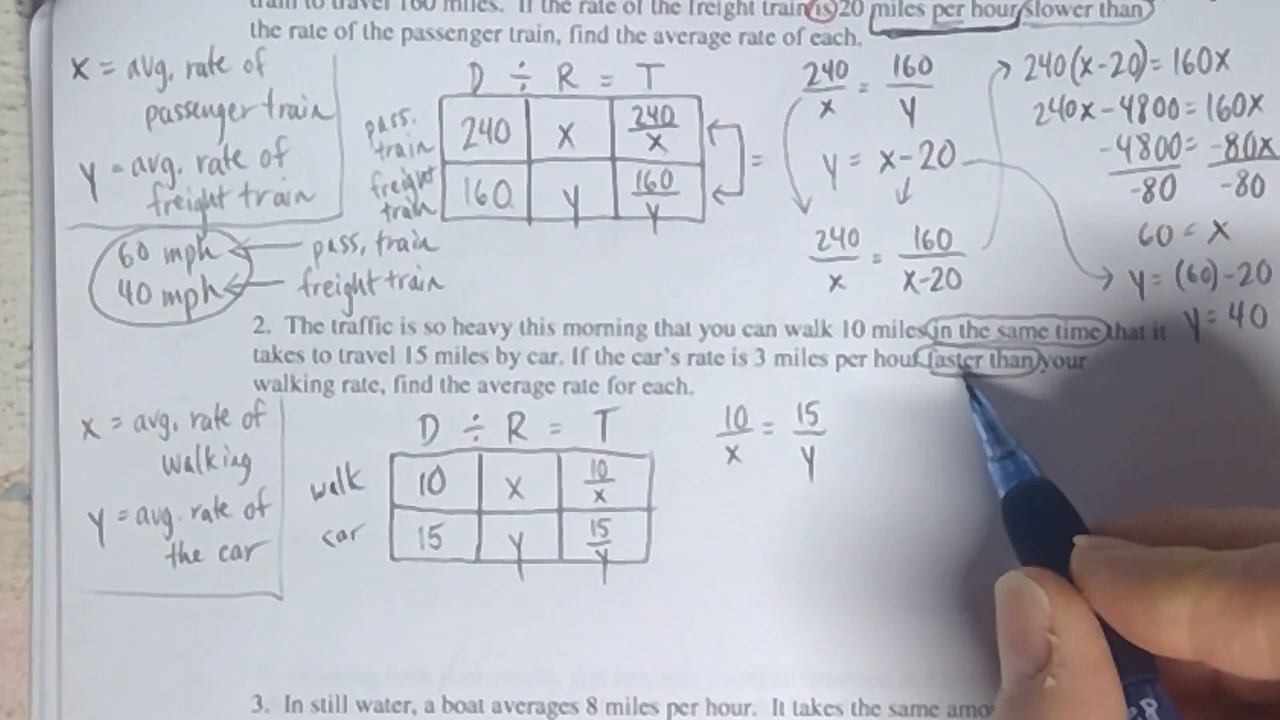 train to travel 160 miles. If the rate of the freight train is 20 miles per hour slower than
the rate of the passenger train, find the average rate of each.
x = avg. rate of
passenger train
y = avg. rate of
freight train
60 mph ← pass. train
40 mph ← freight train
D ÷ R = T
pass. train 240 x 240/x
freight train 160 y 160/y
=
240/x = 160/y
y = x-20
240/x = 160/x-20
240(x-20) = 160x
240x - 4800 = 160x
-4800 = -80x
-80 -80
60 = x
y = (60)-20
y = 40
2. The traffic is so heavy this morning that you can walk 10 miles in the same time that it
takes to travel 15 miles by car. If the car's rate is 3 miles per hour faster than your
walking rate, find the average rate for each.
x = avg. rate of
walking
y = avg. rate of
the car
D ÷ R = T
walk 10 x 10/x
car 15 y 15/y
10/x = 15/y
3. In still water, a boat averages 8 miles per hour. It takes the same